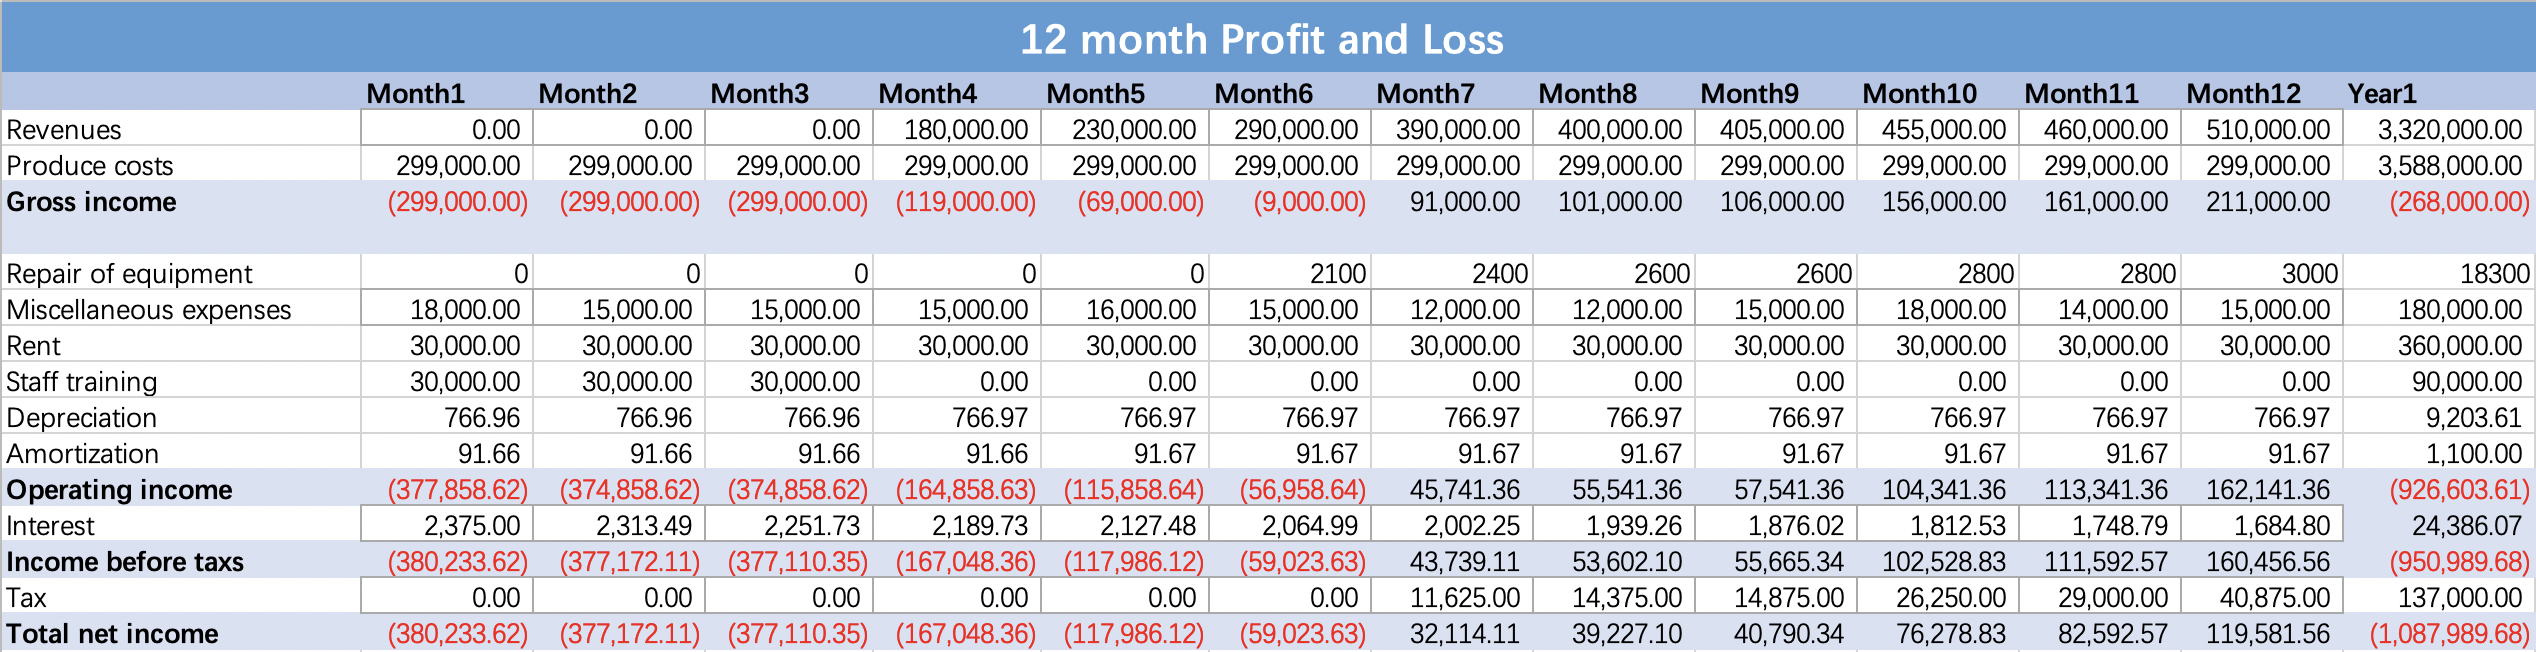 12 month Profit and Loss
Month1 Month2 Month3 Month4 Month5 Month6 Month7 Month8 Month9 Month10 Month11 Month12 Year1
Revenues 0.00 0.00 0.00 180,000.00 230,000.00 290,000.00 390,000.00 400,000.00 405,000.00 455,000.00 460,000.00 510,000.00 3,320,000.00
Produce costs 299,000.00 299,000.00 299,000.00 299,000.00 299,000.00 299,000.00 299,000.00 299,000.00 299,000.00 299,000.00 299,000.00 299,000.00 3,588,000.00
Gross income (299,000.00) (299,000.00) (299,000.00) (119,000.00) (69,000.00) (9,000.00) 91,000.00 101,000.00 106,000.00 156,000.00 161,000.00 211,000.00 (268,000.00)
Repair of equipment 0 0 0 0 0 2100 2400 2600 2600 2800 2800 3000 18300
Miscellaneous expenses 18,000.00 15,000.00 15,000.00 15,000.00 16,000.00 15,000.00 12,000.00 12,000.00 15,000.00 18,000.00 14,000.00 15,000.00 180,000.00
Rent 30,000.00 30,000.00 30,000.00 30,000.00 30,000.00 30,000.00 30,000.00 30,000.00 30,000.00 30,000.00 30,000.00 30,000.00 360,000.00
Staff training 30,000.00 30,000.00 30,000.00 0.00 0.00 0.00 0.00 0.00 0.00 0.00 0.00 0.00 90,000.00
Depreciation 766.96 766.96 766.96 766.97 766.97 766.97 766.97 766.97 766.97 766.97 766.97 766.97 9,203.61
Amortization 91.66 91.66 91.66 91.66 91.67 91.67 91.67 91.67 91.67 91.67 91.67 91.67 1,100.00
Operating income (377,858.62) (374,858.62) (374,858.62) (164,858.63) (115,858.64) (56,958.64) 45,741.36 55,541.36 57,541.36 104,341.36 113,341.36 162,141.36 (926,603.61)
Interest 2,375.00 2,313.49 2,251.73 2,189.73 2,127.48 2,064.99 2,002.25 1,939.26 1,876.02 1,812.53 1,748.79 1,684.80 24,386.07
Income before taxs (380,233.62) (377,172.11) (377,110.35) (167,048.36) (117,986.12) (59,023.63) 43,739.11 53,602.10 55,665.34 102,528.83 111,592.57 160,456.56 (950,989.68)
Tax 0.00 0.00 0.00 0.00 0.00 0.00 11,625.00 14,375.00 14,875.00 26,250.00 29,000.00 40,875.00 137,000.00
Total net income (380,233.62) (377,172.11) (377,110.35) (167,048.36) (117,986.12) (59,023.63) 32,114.11 39,227.10 40,790.34 76,278.83 82,592.57 119,581.56 (1,087,989.68)